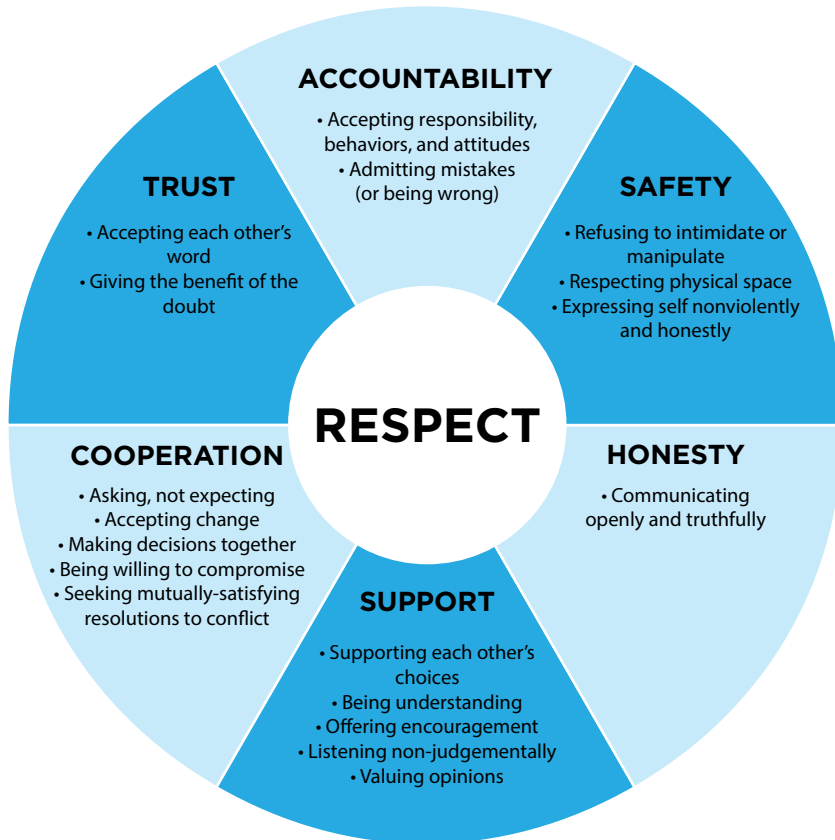 ACCOUNTABILITY
• Accepting responsibility,
behaviors, and attitudes
• Admitting mistakes
(or being wrong)
SAFETY
• Refusing to intimidate or
manipulate
• Respecting physical space
• Expressing self nonviolently
and honestly
HONESTY
• Communicating
openly and truthfully
SUPPORT
• Supporting each other’s
choices
• Being understanding
• Offering encouragement
• Listening non-judgementally
• Valuing opinions
COOPERATION
• Asking, not expecting
• Accepting change
• Making decisions together
• Being willing to compromise
• Seeking mutually-satisfying
resolutions to conflict
TRUST
• Accepting each other’s
word
• Giving the benefit of the
doubt
RESPECT